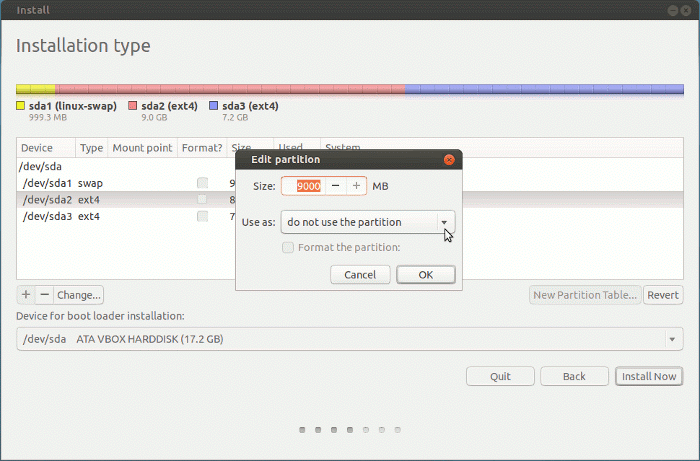 Install
Installation type
sda1 (linux-swap) sda2 (ext4) sda3 (ext4)
999.3 MB 9.0 GB 7.2 GB
Device Type Mount point Format? Size Used System
/dev/sda
/dev/sda1 swap 9
/dev/sda2 ext4 8
/dev/sda3 ext4 7
Edit partition
Size: 9000 − + MB
Use as: do not use the partition
Format the partition:
Cancel OK
+ − Change... New Partition Table... Revert
Device for boot loader installation:
/dev/sda ATA VBOX HARDDISK (17.2 GB)
Quit Back Install Now